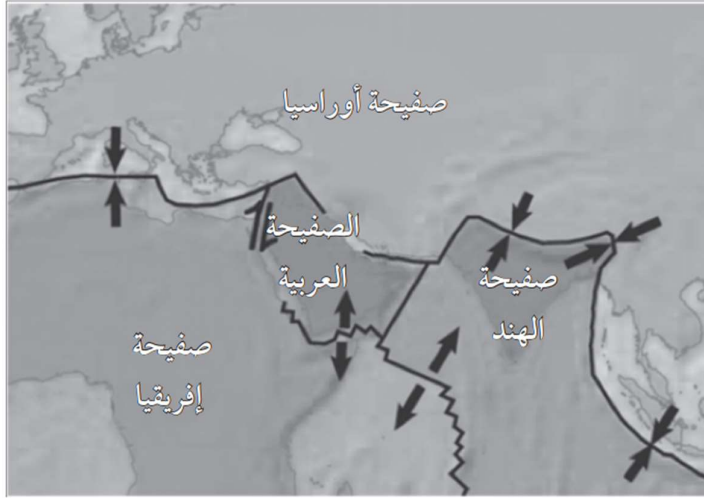 صفيحة أوراسيا
الصفيحة
العربية
صفيحة
الهند
صفيحة
إفريقيا